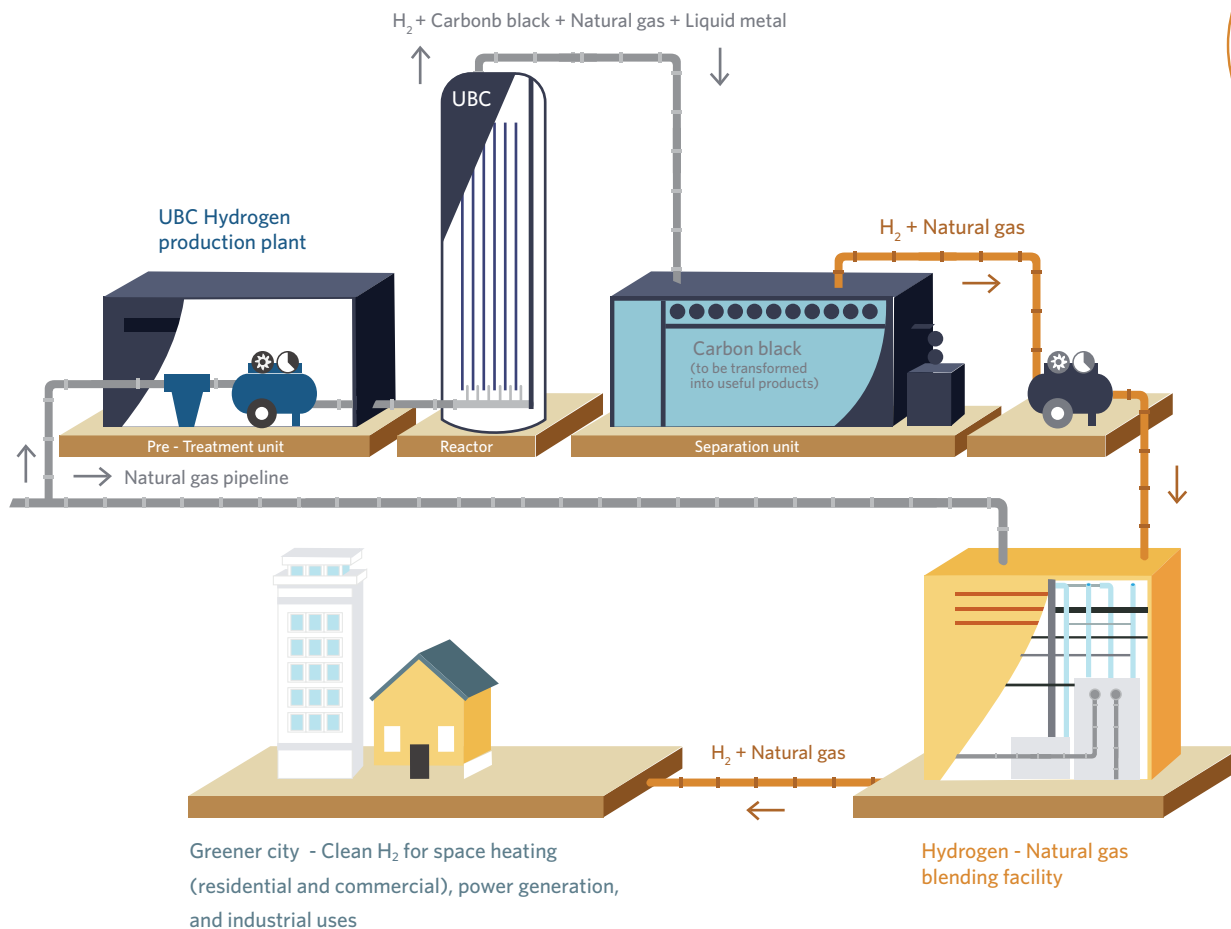 H₂ + Carbonb black + Natural gas + Liquid metal
UBC
UBC Hydrogen
production plant
H₂ + Natural gas
Carbon black
(to be transformed
into useful products)
Pre - Treatment unit
Reactor
Separation unit
Natural gas pipeline
H₂ + Natural gas
Greener city - Clean H₂ for space heating
(residential and commercial), power generation,
and industrial uses
Hydrogen - Natural gas
blending facility